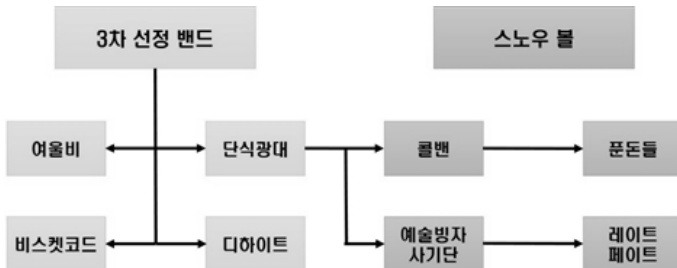 3차 선정 밴드
스노우 볼
여울비
단식광대
콜밴
푼돈들
비스켓코드
디하이트
예술빙자
사기단
레이트
페이트